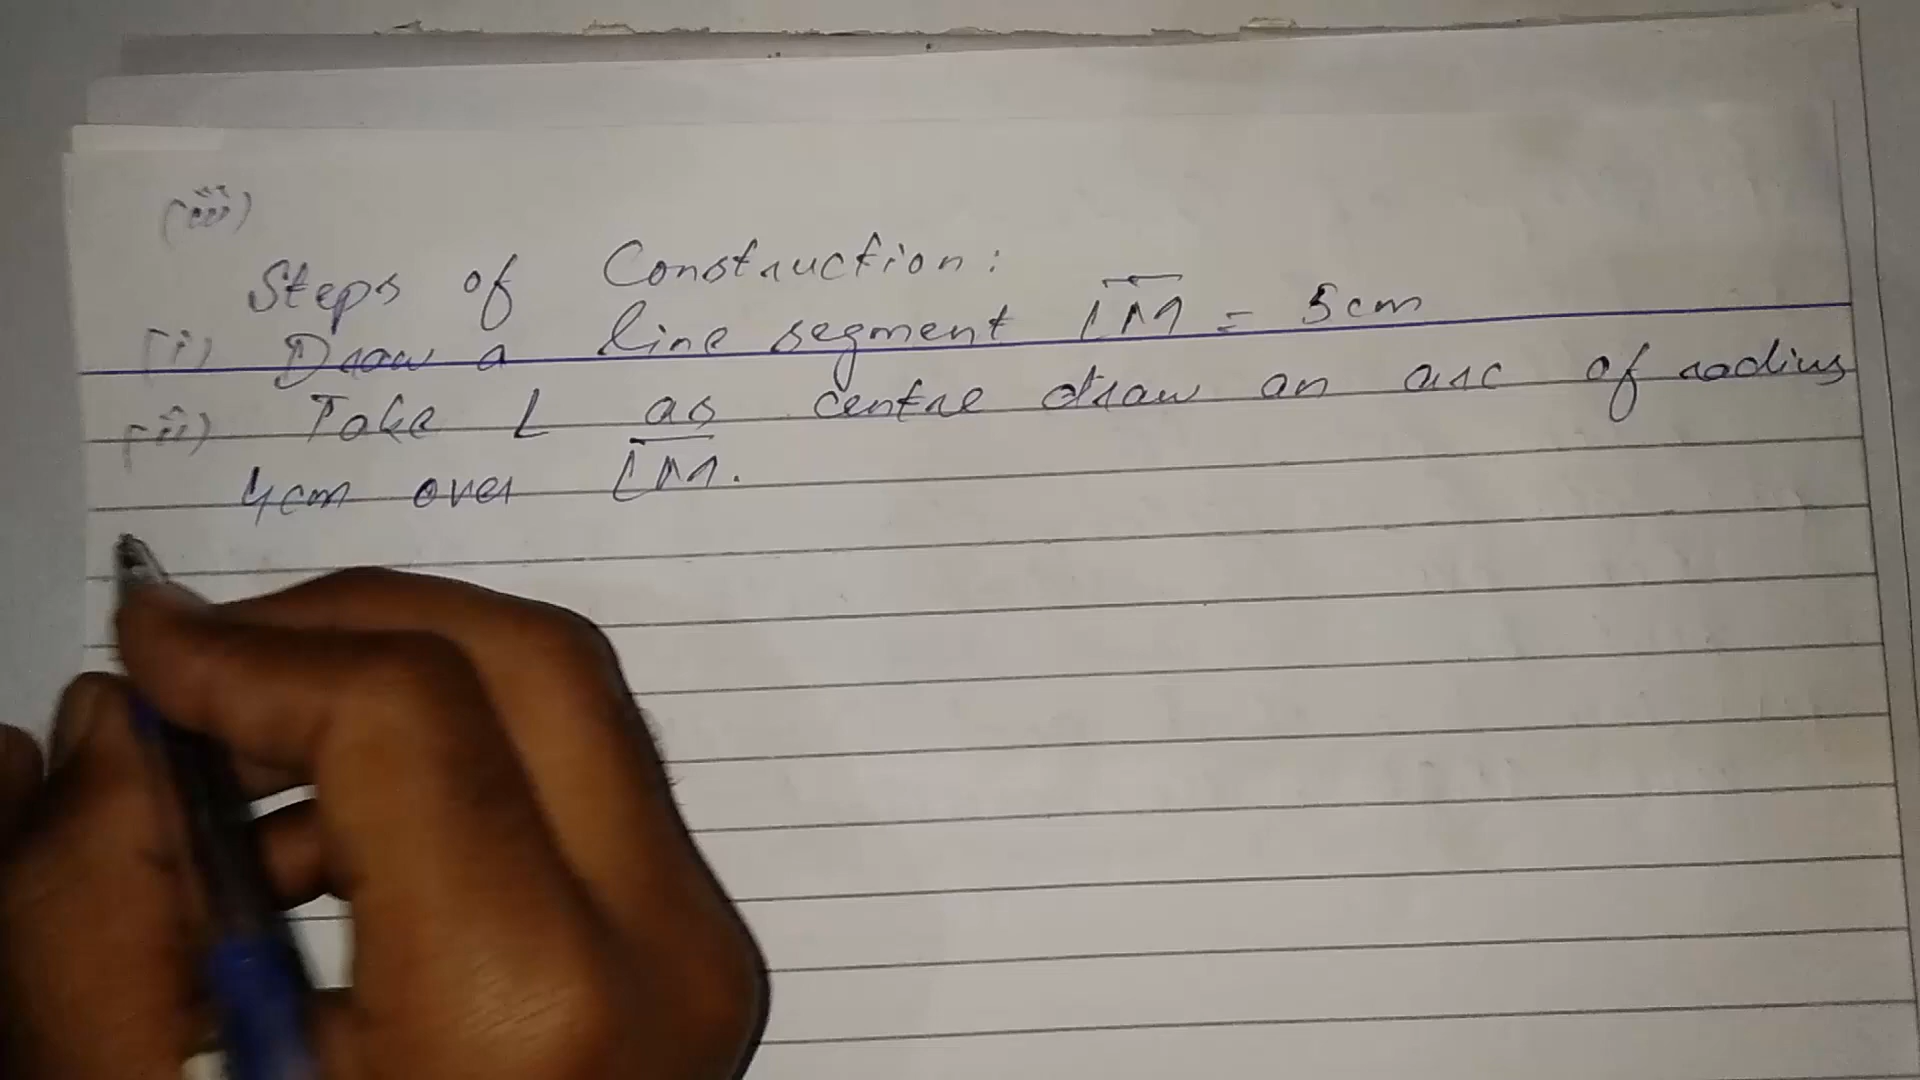 (iii)
Steps of Construction:
(i) Draw a line segment LM = 5cm
(ii) Take L as centre draw an arc of radius
4cm over LM.